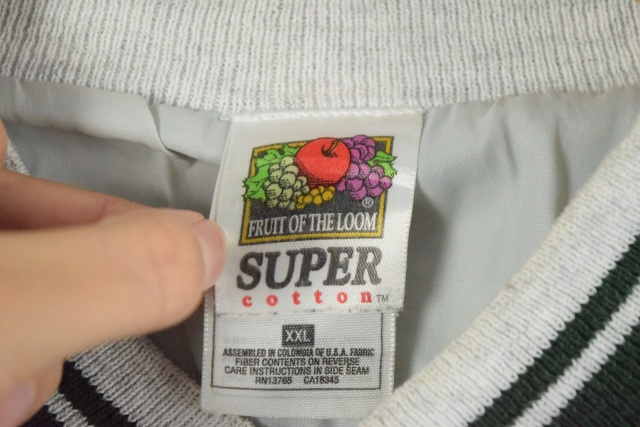 FRUIT OF THE LOOM
®
SUPER
cotton™
XXL
ASSEMBLED IN COLOMBIA OF U.S.A. FABRIC
FIBER CONTENTS ON REVERSE
CARE INSTRUCTIONS IN SIDE SEAM
RN13765 CA18345